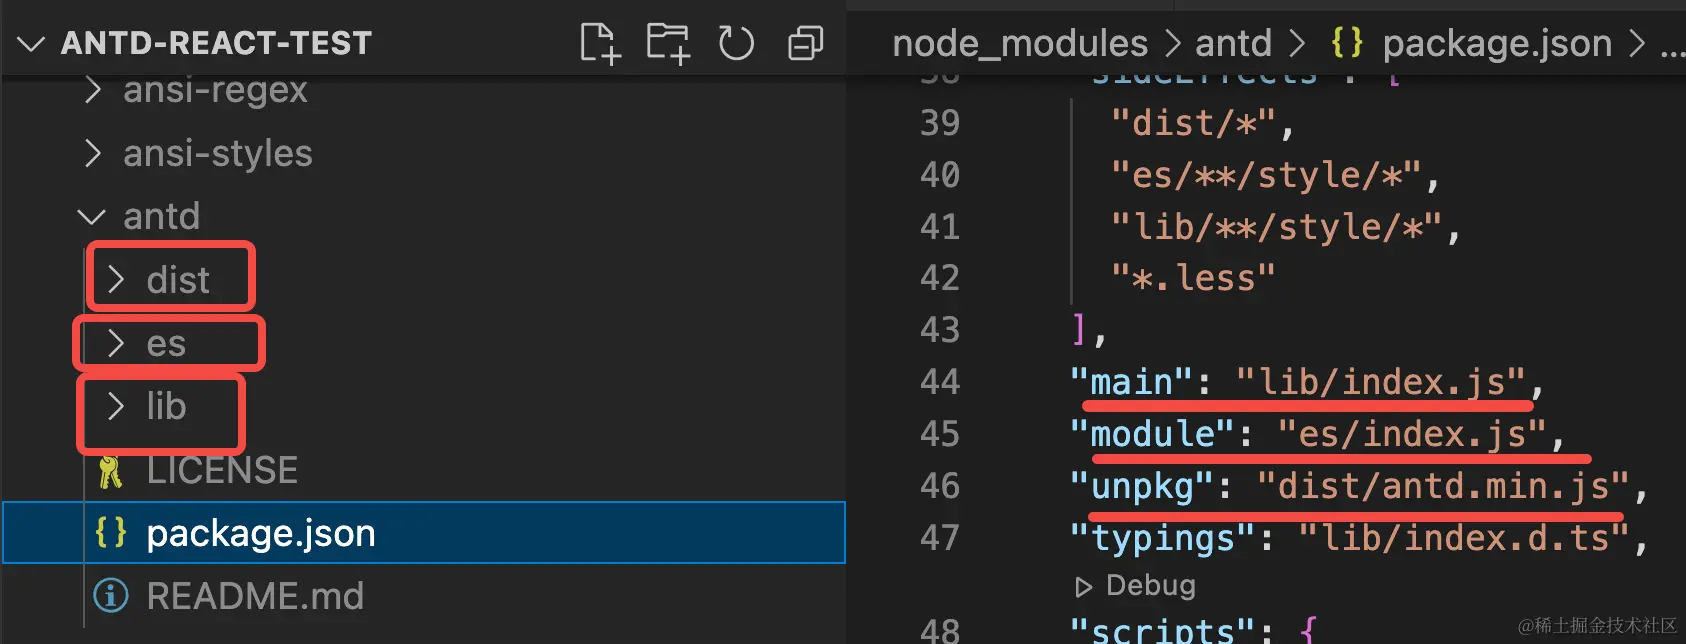 ANTD-REACT-TEST
ansi-regex
ansi-styles
antd
dist
es
lib
LICENSE
package.json
README.md
node_modules > antd > {} package.json > ...
38 "sideEffects": [
39 "dist/*",
40 "es/**/style/*",
41 "lib/**/style/*",
42 "*.less"
43 ],
44 "main": "lib/index.js",
45 "module": "es/index.js",
46 "unpkg": "dist/antd.min.js",
47 "typings": "lib/index.d.ts",
Debug
48 "scripts": {
@稀土掘金技术社区